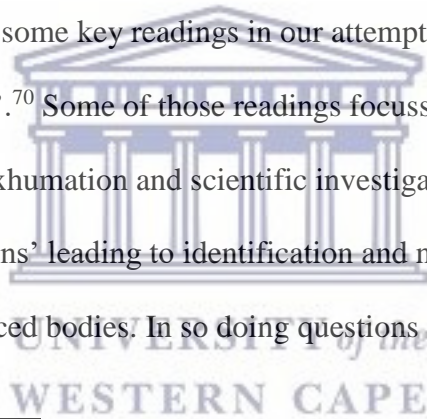 some key readings in our attempt
’.70 Some of those readings focuss
xhumation and scientific investiga
ns’ leading to identification and m
ced bodies. In so doing questions
UNIVERSITY of the
WESTERN CAPE